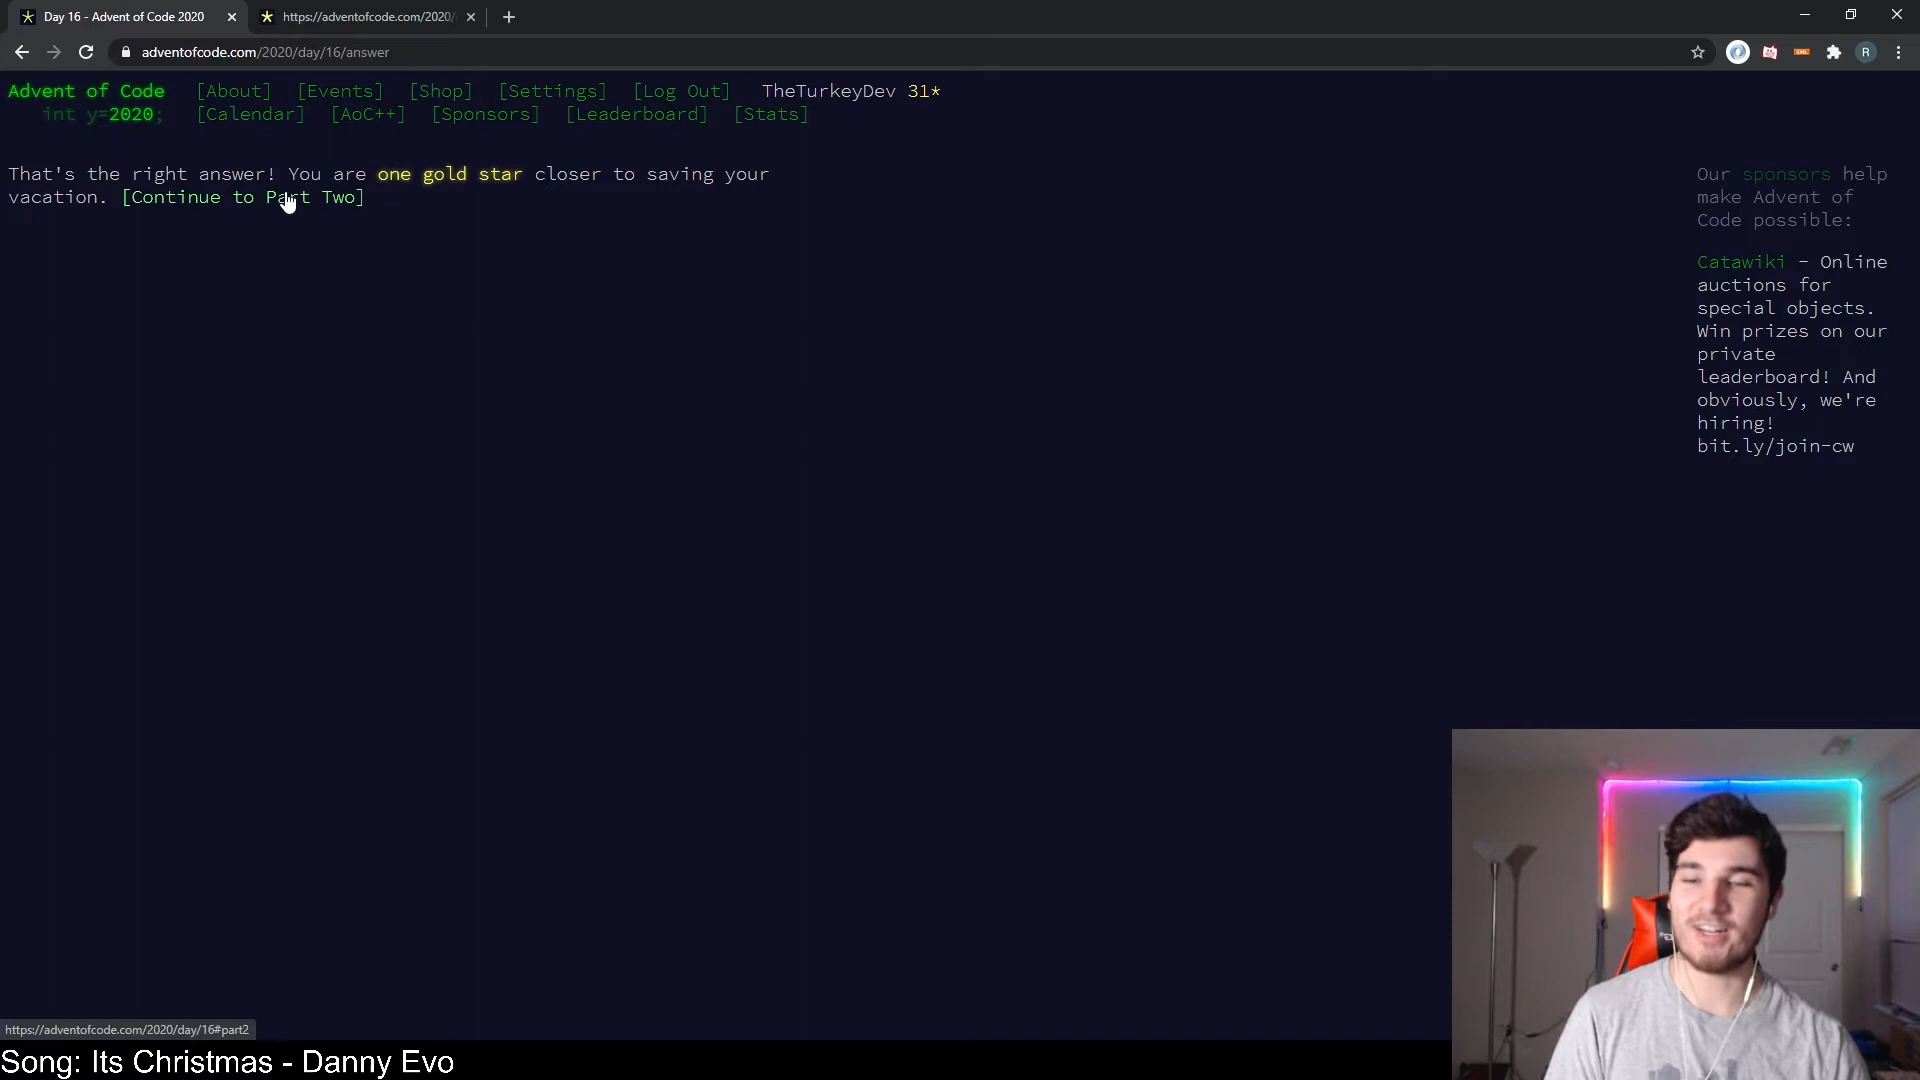 Day 16 - Advent of Code 2020
https://adventofcode.com/2020/
adventofcode.com/2020/day/16/answer
R
Advent of Code [About] [Events] [Shop] [Settings] [Log Out] TheTurkeyDev 31*
int y=2020; [Calendar] [AoC++] [Sponsors] [Leaderboard] [Stats]
That's the right answer! You are one gold star closer to saving your
vacation. [Continue to Part Two]
Our sponsors help
make Advent of
Code possible:
Catawiki - Online
auctions for
special objects.
Win prizes on our
private
leaderboard! And
obviously, we're
hiring!
bit.ly/join-cw
https://adventofcode.com/2020/day/16#part2
Song: Its Christmas - Danny Evo